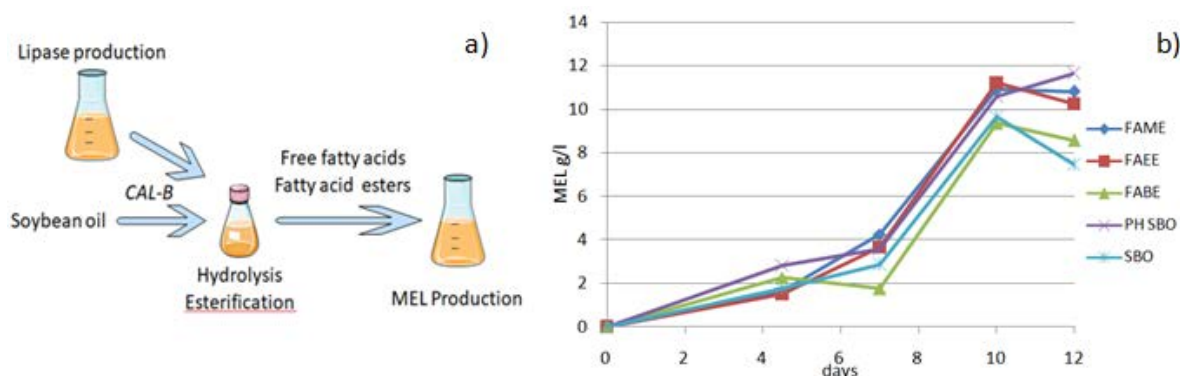 a)
Lipase production
CAL-B
Soybean oil
Hydrolysis
Esterification
Free fatty acids
Fatty acid esters
MEL Production
b)
MEL g/l
14
12
10
8
6
4
2
0
0 2 4 6 8 10 12
days
FAME
FAEE
FABE
PH SBO
SBO